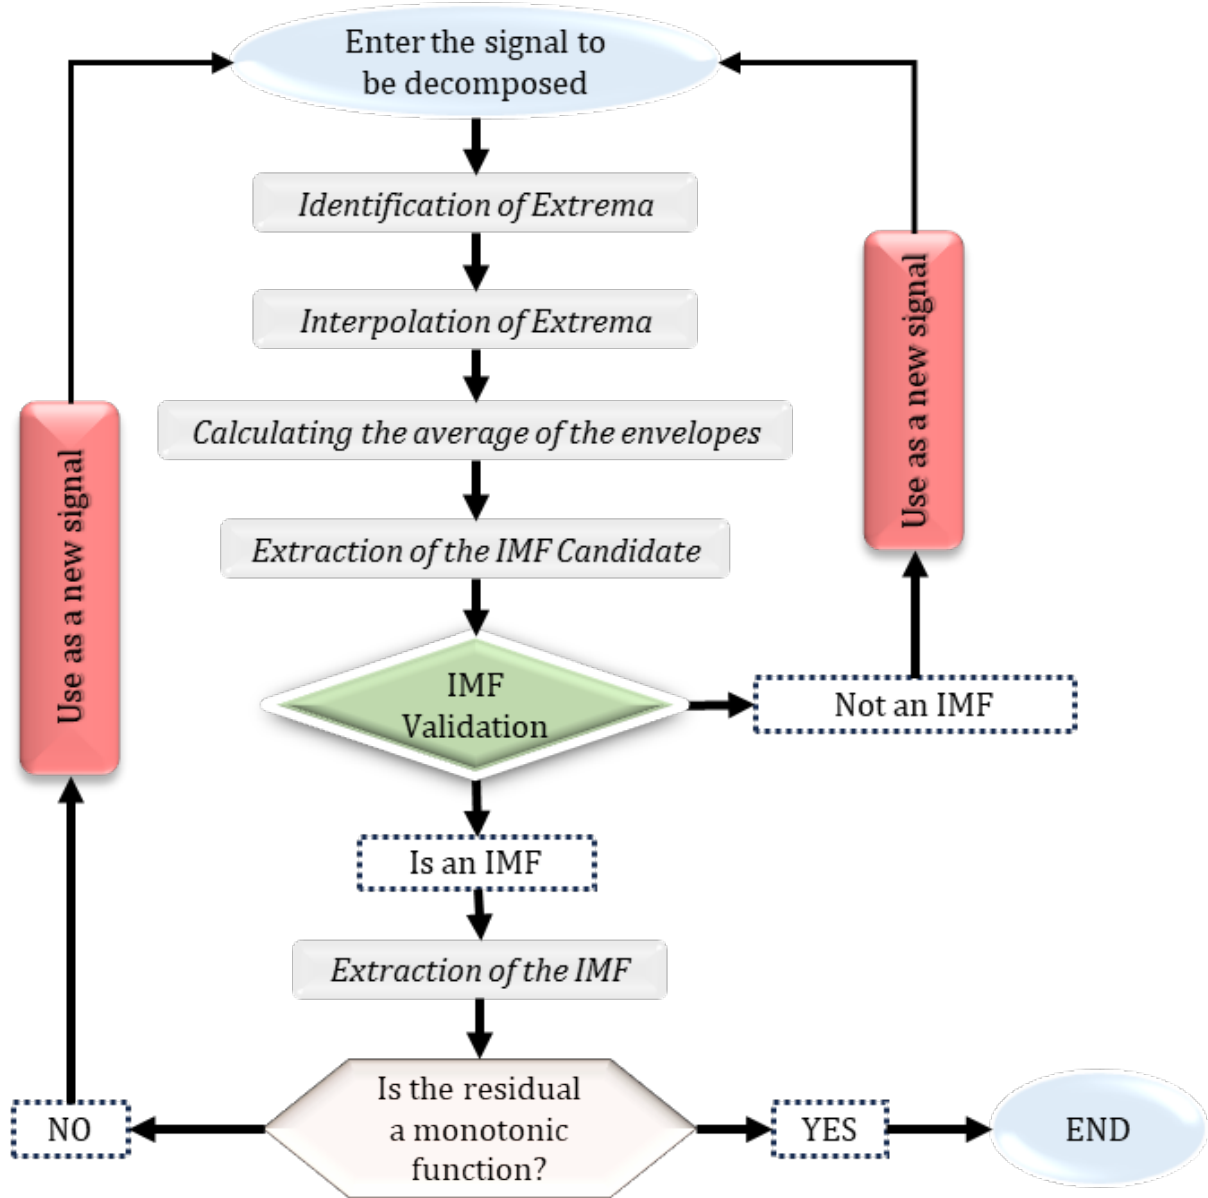 Enter the signal to
be decomposed
Identification of Extrema
Interpolation of Extrema
Calculating the average of the envelopes
Extraction of the IMF Candidate
IMF
Validation
Not an IMF
Use as a new signal
Is an IMF
Extraction of the IMF
Is the residual
a monotonic
function?
NO
Use as a new signal
YES
END